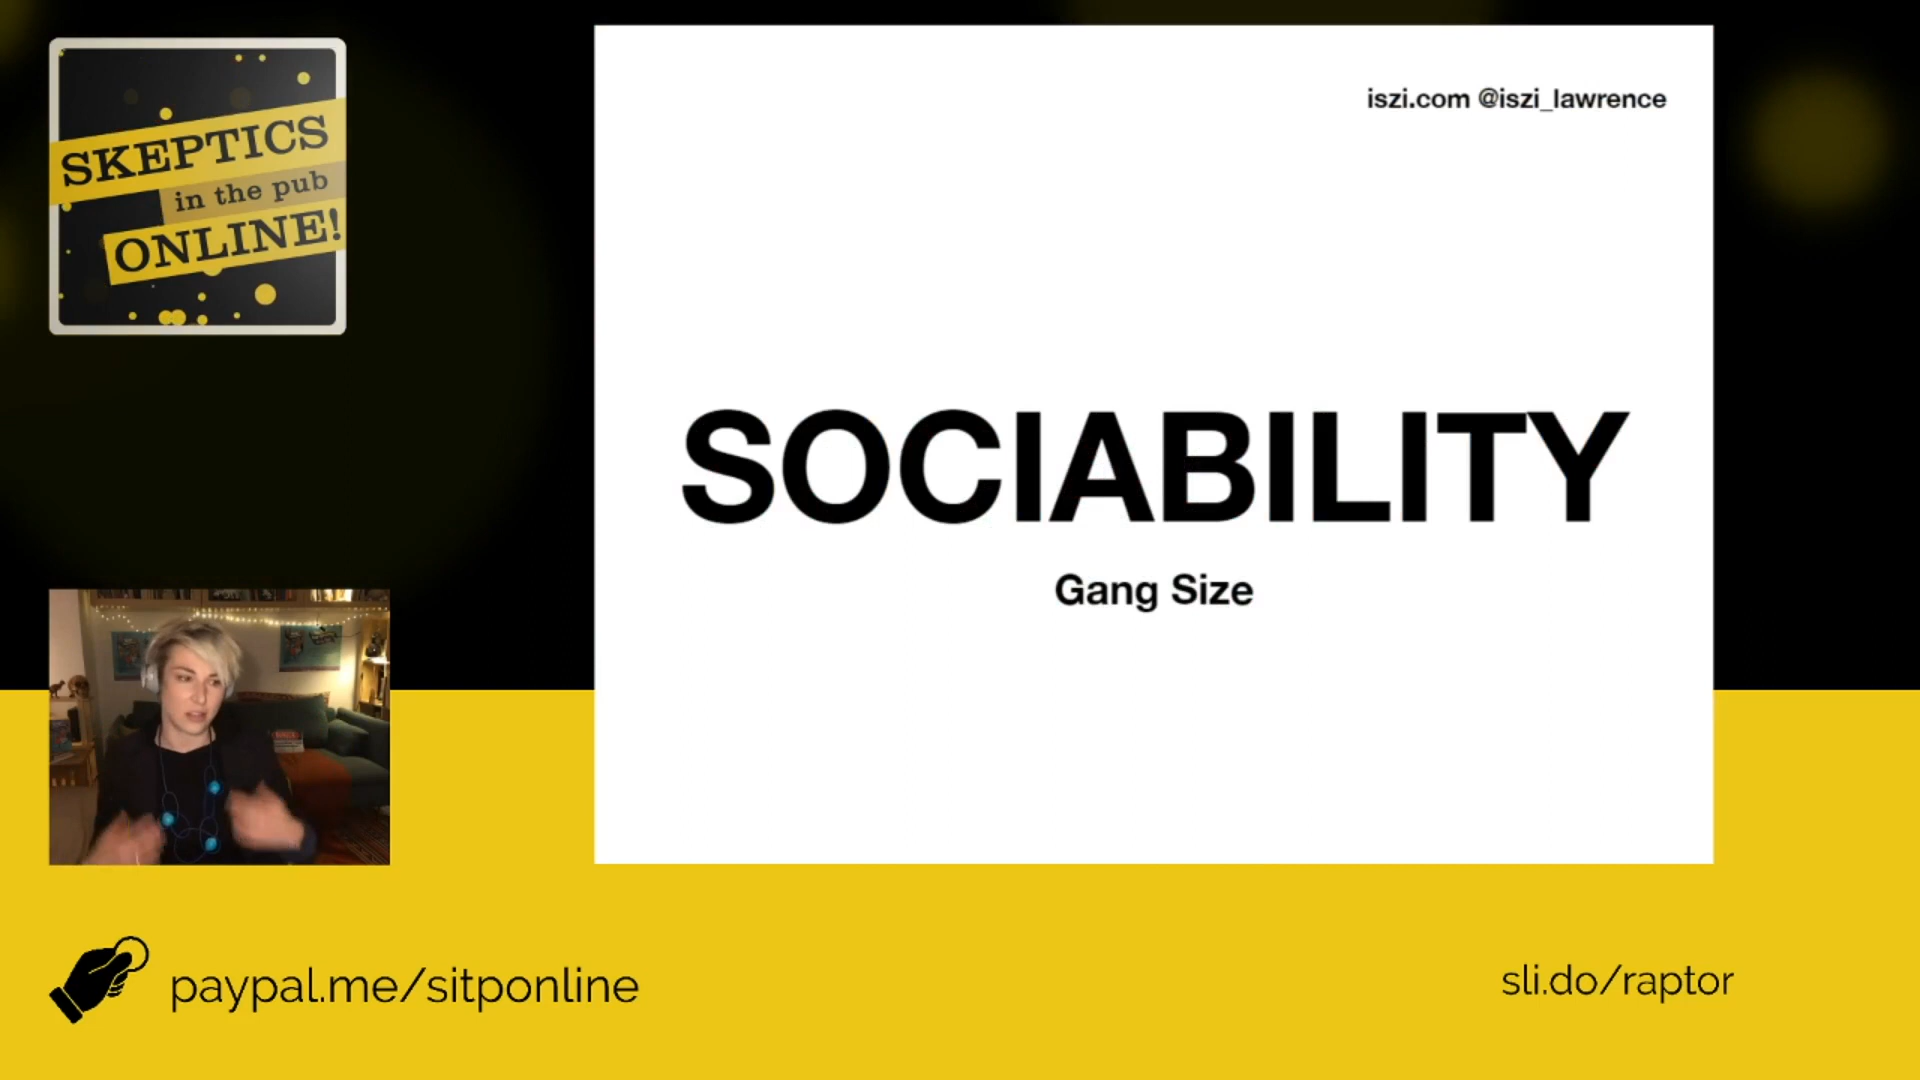 SKEPTICS
in the pub
ONLINE!
iszi.com @iszi_lawrence
SOCIABILITY
Gang Size
paypal.me/sitponline
sli.do/raptor